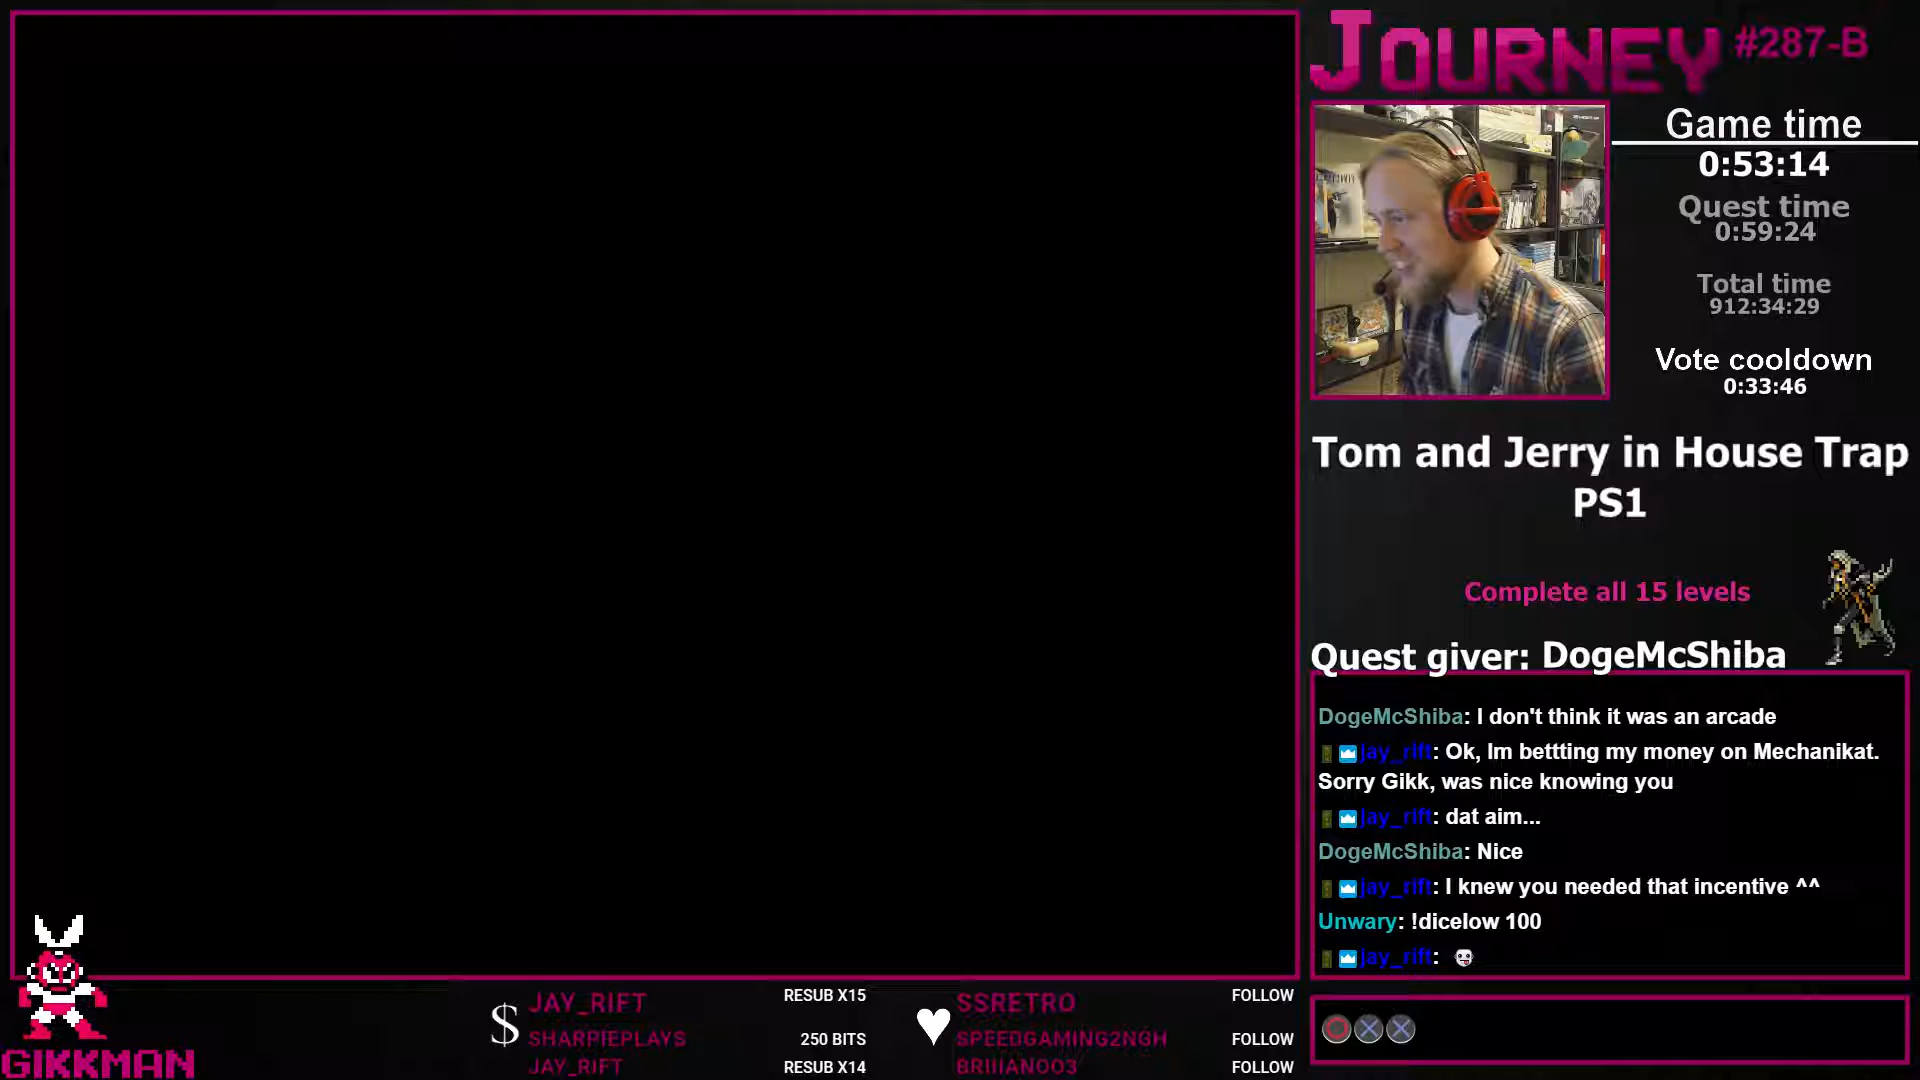 JOURNEY #287-B
Game time
0:53:14
Quest time
0:59:24
Total time
912:34:29
Vote cooldown
0:33:46
Tom and Jerry in House Trap
PS1
Complete all 15 levels
Quest giver: DogeMcShiba
DogeMcShiba: I don't think it was an arcade
jay_rift: Ok, Im bettting my money on Mechanikat.
Sorry Gikk, was nice knowing you
jay_rift: dat aim...
DogeMcShiba: Nice
jay_rift: I knew you needed that incentive ^^
Unwary: !dicelow 100
jay_rift:
GIKKMAN
$ JAY_RIFT RESUB X15
SHARPIEPLAYS 250 BITS
JAY_RIFT RESUB X14
SSRETRO FOLLOW
SPEEDGAMING2NGH FOLLOW
BRIIIANOO3 FOLLOW